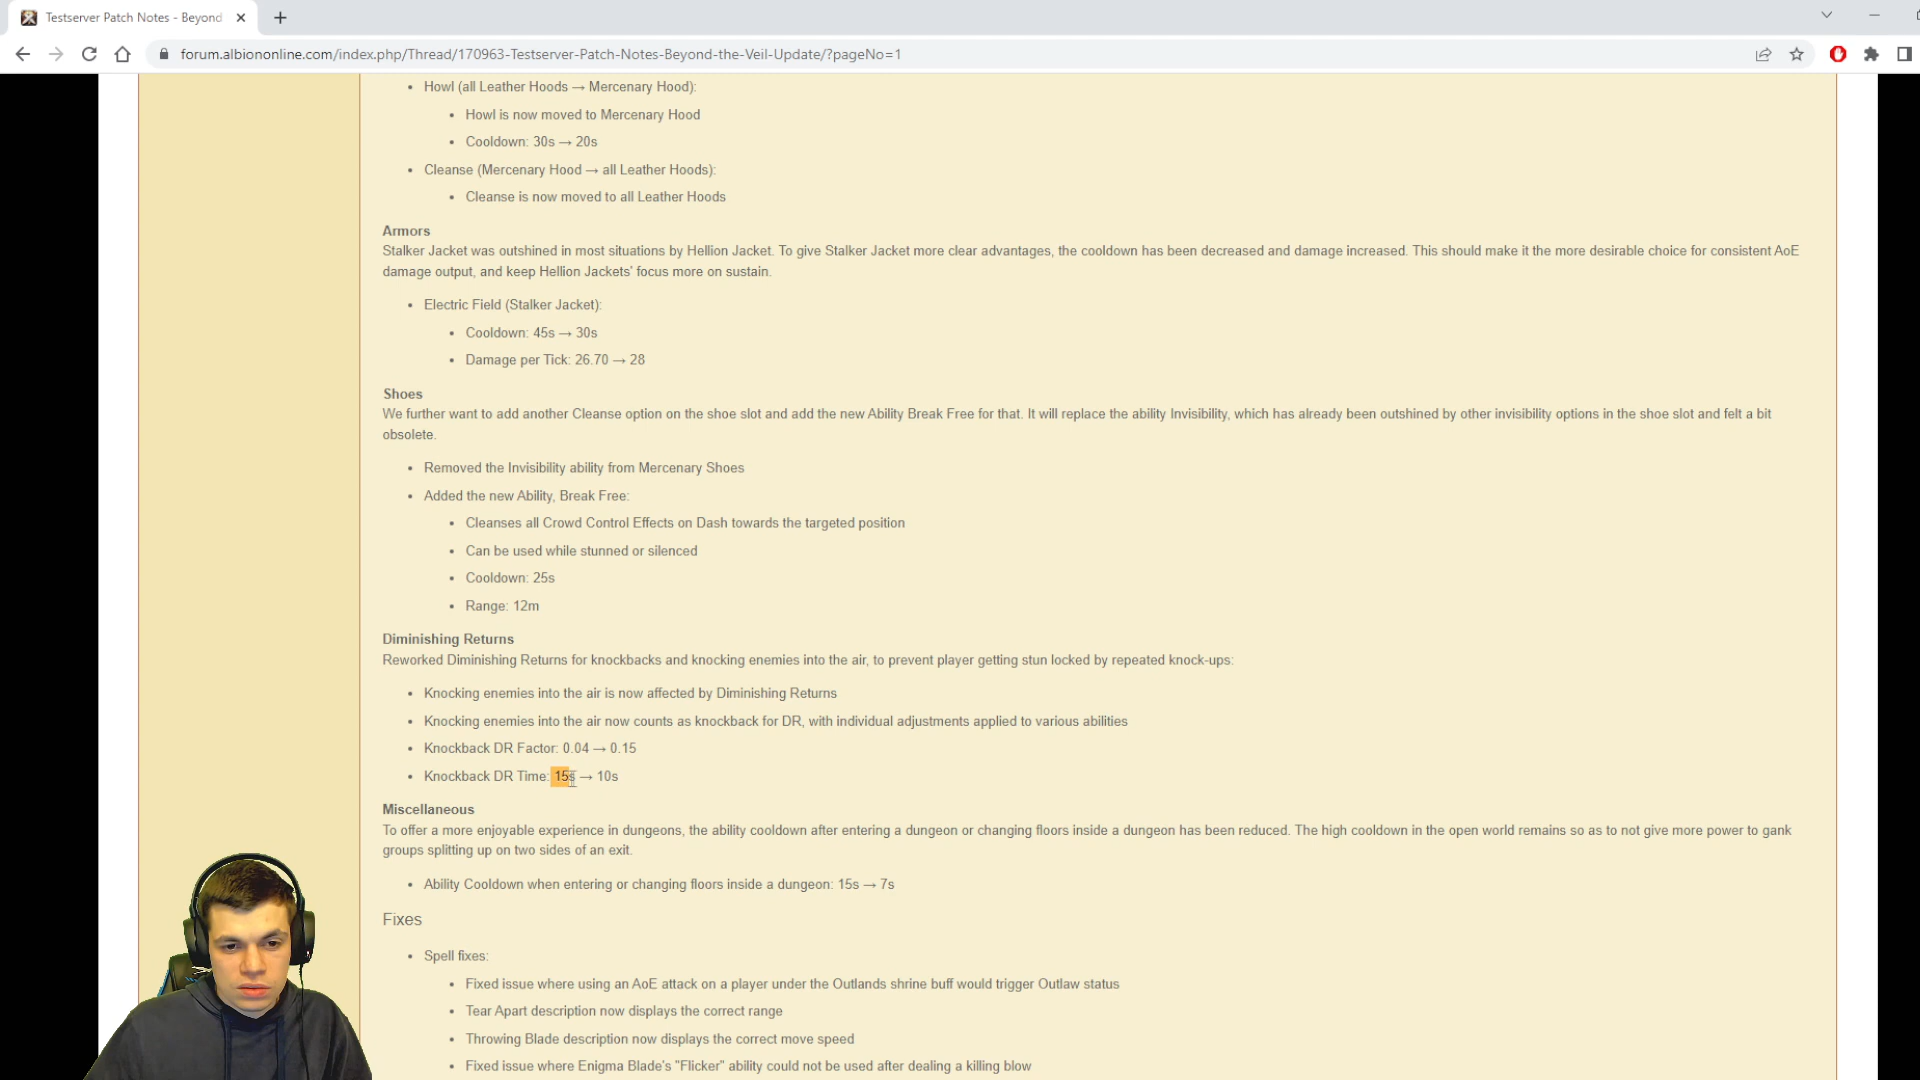 Testserver Patch Notes - Beyond
forum.albiononline.com/index.php/Thread/170963-Testserver-Patch-Notes-Beyond-the-Veil-Update/?pageNo=1
• Howl (all Leather Hoods → Mercenary Hood):
• Howl is now moved to Mercenary Hood
• Cooldown: 30s → 20s
• Cleanse (Mercenary Hood → all Leather Hoods):
• Cleanse is now moved to all Leather Hoods
Armors
Stalker Jacket was outshined in most situations by Hellion Jacket. To give Stalker Jacket more clear advantages, the cooldown has been decreased and damage increased. This should make it the more desirable choice for consistent AoE
damage output, and keep Hellion Jackets' focus more on sustain.
• Electric Field (Stalker Jacket):
• Cooldown: 45s → 30s
• Damage per Tick: 26.70 → 28
Shoes
We further want to add another Cleanse option on the shoe slot and add the new Ability Break Free for that. It will replace the ability Invisibility, which has already been outshined by other invisibility options in the shoe slot and felt a bit
obsolete.
• Removed the Invisibility ability from Mercenary Shoes
• Added the new Ability, Break Free:
• Cleanses all Crowd Control Effects on Dash towards the targeted position
• Can be used while stunned or silenced
• Cooldown: 25s
• Range: 12m
Diminishing Returns
Reworked Diminishing Returns for knockbacks and knocking enemies into the air, to prevent player getting stun locked by repeated knock-ups:
• Knocking enemies into the air is now affected by Diminishing Returns
• Knocking enemies into the air now counts as knockback for DR, with individual adjustments applied to various abilities
• Knockback DR Factor: 0.04 → 0.15
• Knockback DR Time: 15s → 10s
Miscellaneous
To offer a more enjoyable experience in dungeons, the ability cooldown after entering a dungeon or changing floors inside a dungeon has been reduced. The high cooldown in the open world remains so as to not give more power to gank
groups splitting up on two sides of an exit.
• Ability Cooldown when entering or changing floors inside a dungeon: 15s → 7s
Fixes
• Spell fixes:
• Fixed issue where using an AoE attack on a player under the Outlands shrine buff would trigger Outlaw status
• Tear Apart description now displays the correct range
• Throwing Blade description now displays the correct move speed
• Fixed issue where Enigma Blade's "Flicker" ability could not be used after dealing a killing blow